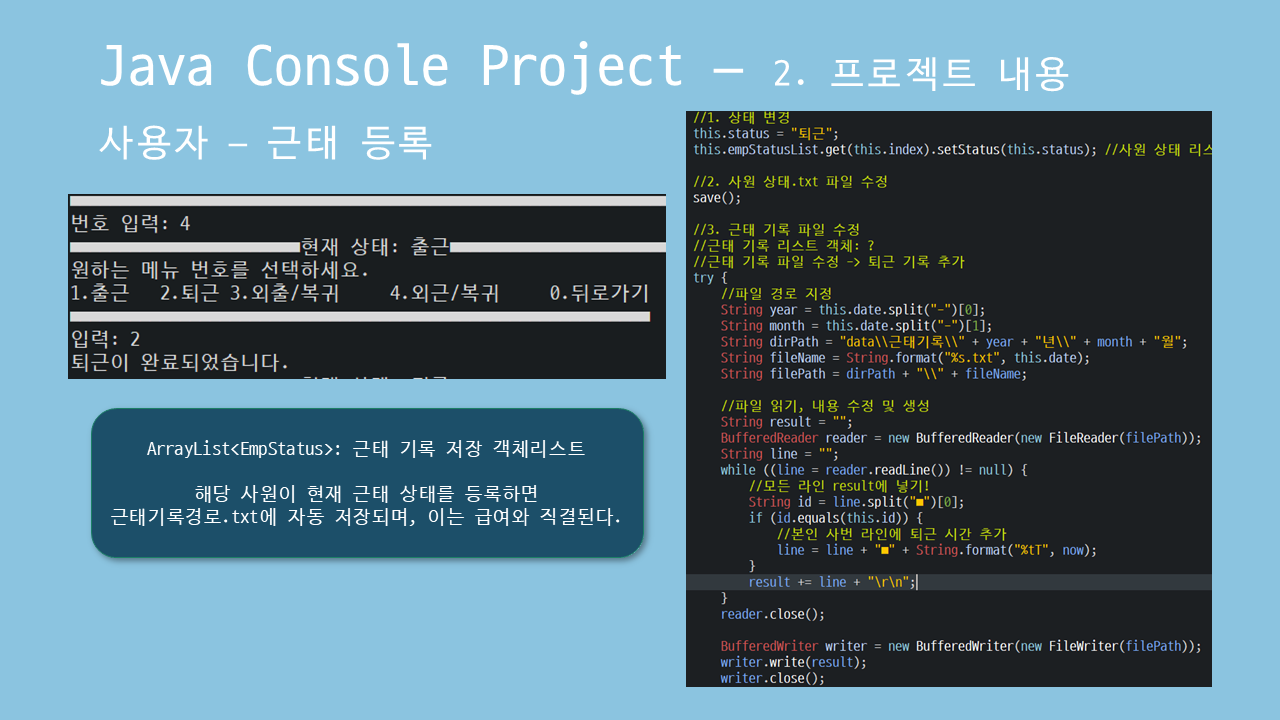 Java Console Project – 2. 프로젝트 내용
사용자 – 근태 등록
번호 입력: 4
현재 상태: 출근
원하는 메뉴 번호를 선택하세요.
1.출근 2.퇴근 3.외출/복귀 4.외근/복귀 0.뒤로가기
입력: 2
퇴근이 완료되었습니다.
ArrayList<EmpStatus>: 근태 기록 저장 객체리스트
해당 사원이 현재 근태 상태를 등록하면
근태기록경로.txt에 자동 저장되며, 이는 급여와 직결된다.
//1. 상태 변경
this.status = "퇴근";
this.empStatusList.get(this.index).setStatus(this.status); //사원 상태 리스
//2. 사원 상태.txt 파일 수정
save();
//3. 근태 기록 파일 수정
//근태 기록 리스트 객체: ?
//근태 기록 파일 수정 -> 퇴근 기록 추가
try {
//파일 경로 지정
String year = this.date.split("-")[0];
String month = this.date.split("-")[1];
String dirPath = "data\\근태기록\\" + year + "년\\" + month + "월";
String fileName = String.format("%s.txt", this.date);
String filePath = dirPath + "\\" + fileName;
//파일 읽기, 내용 수정 및 생성
String result = "";
BufferedReader reader = new BufferedReader(new FileReader(filePath));
String line = "";
while ((line = reader.readLine()) != null) {
//모든 라인 result에 넣기!
String id = line.split("■")[0];
if (id.equals(this.id)) {
//본인 사번 라인에 퇴근 시간 추가
line = line + "■" + String.format("%tT", now);
}
result += line + "\r\n";
}
reader.close();
BufferedWriter writer = new BufferedWriter(new FileWriter(filePath));
writer.write(result);
writer.close();